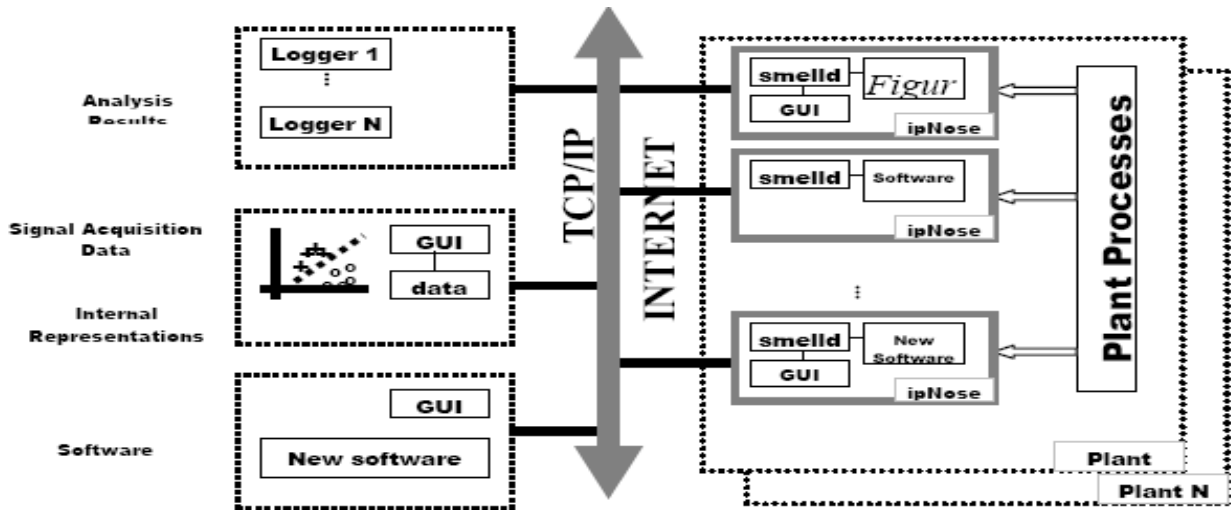 Analysis
Results
Logger 1
Logger N
Signal Acquisition
Data
Internal
Representations
GUI
data
Software
GUI
New software
TCP/IP
INTERNET
smelld
Figur
GUI
ipNose
smelld
Software
ipNose
smelld
New
Software
GUI
ipNose
Plant Processes
Plant
Plant N